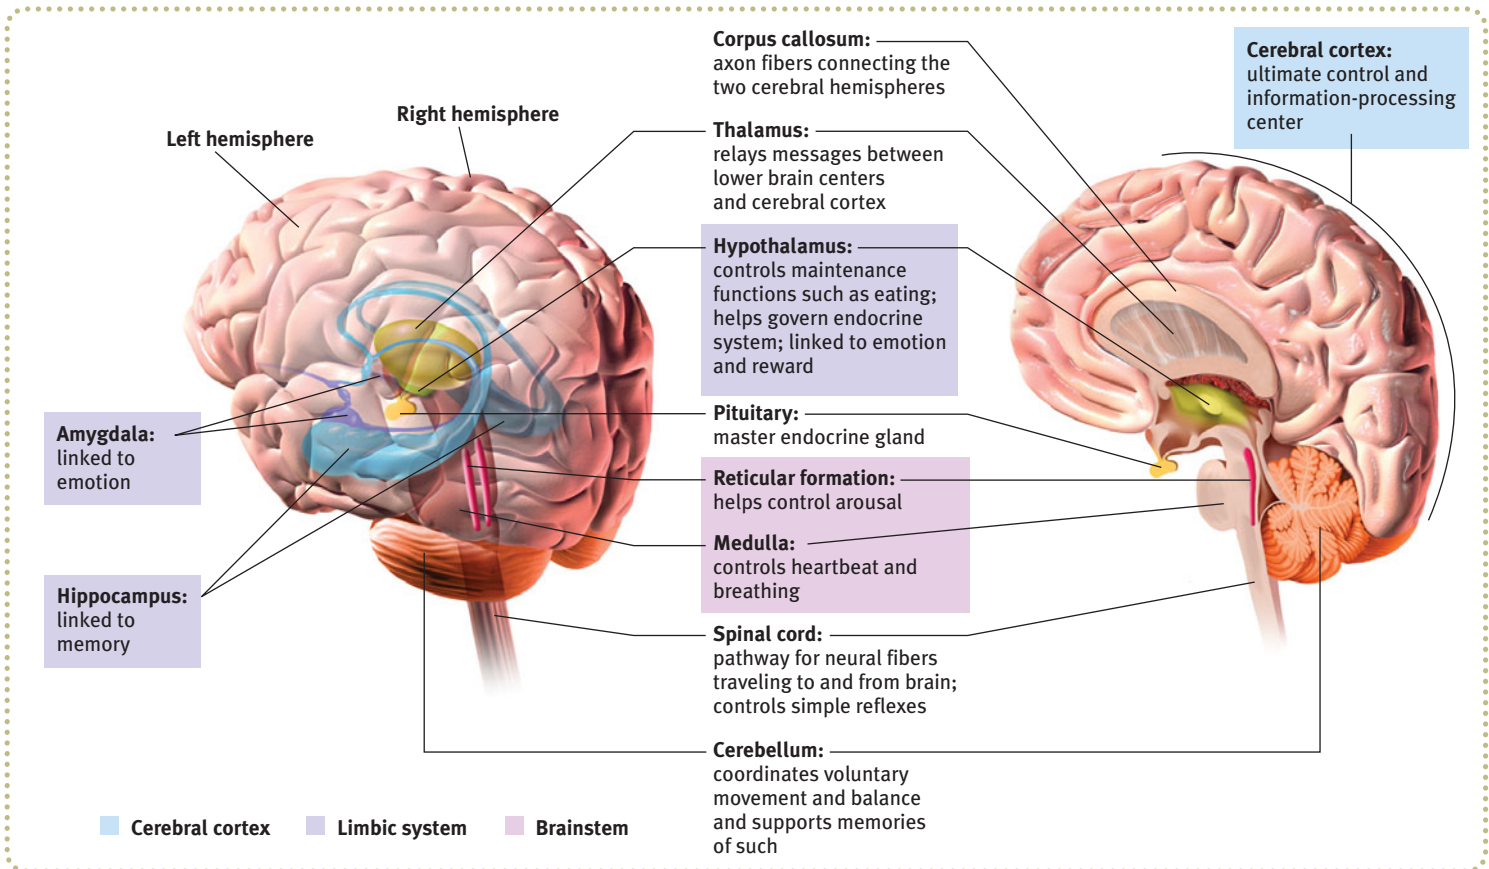 Left hemisphere
Right hemisphere
Corpus callosum:
axon fibers connecting the
two cerebral hemispheres
Cerebral cortex:
ultimate control and
information-processing
center
Thalamus:
relays messages between
lower brain centers
and cerebral cortex
Hypothalamus:
controls maintenance
functions such as eating;
helps govern endocrine
system; linked to emotion
and reward
Pituitary:
master endocrine gland
Amygdala:
linked to
emotion
Reticular formation:
helps control arousal
Medulla:
controls heartbeat and
breathing
Hippocampus:
linked to
memory
Spinal cord:
pathway for neural fibers
traveling to and from brain;
controls simple reflexes
Cerebellum:
coordinates voluntary
movement and balance
and supports memories
of such
Cerebral cortex
Limbic system
Brainstem